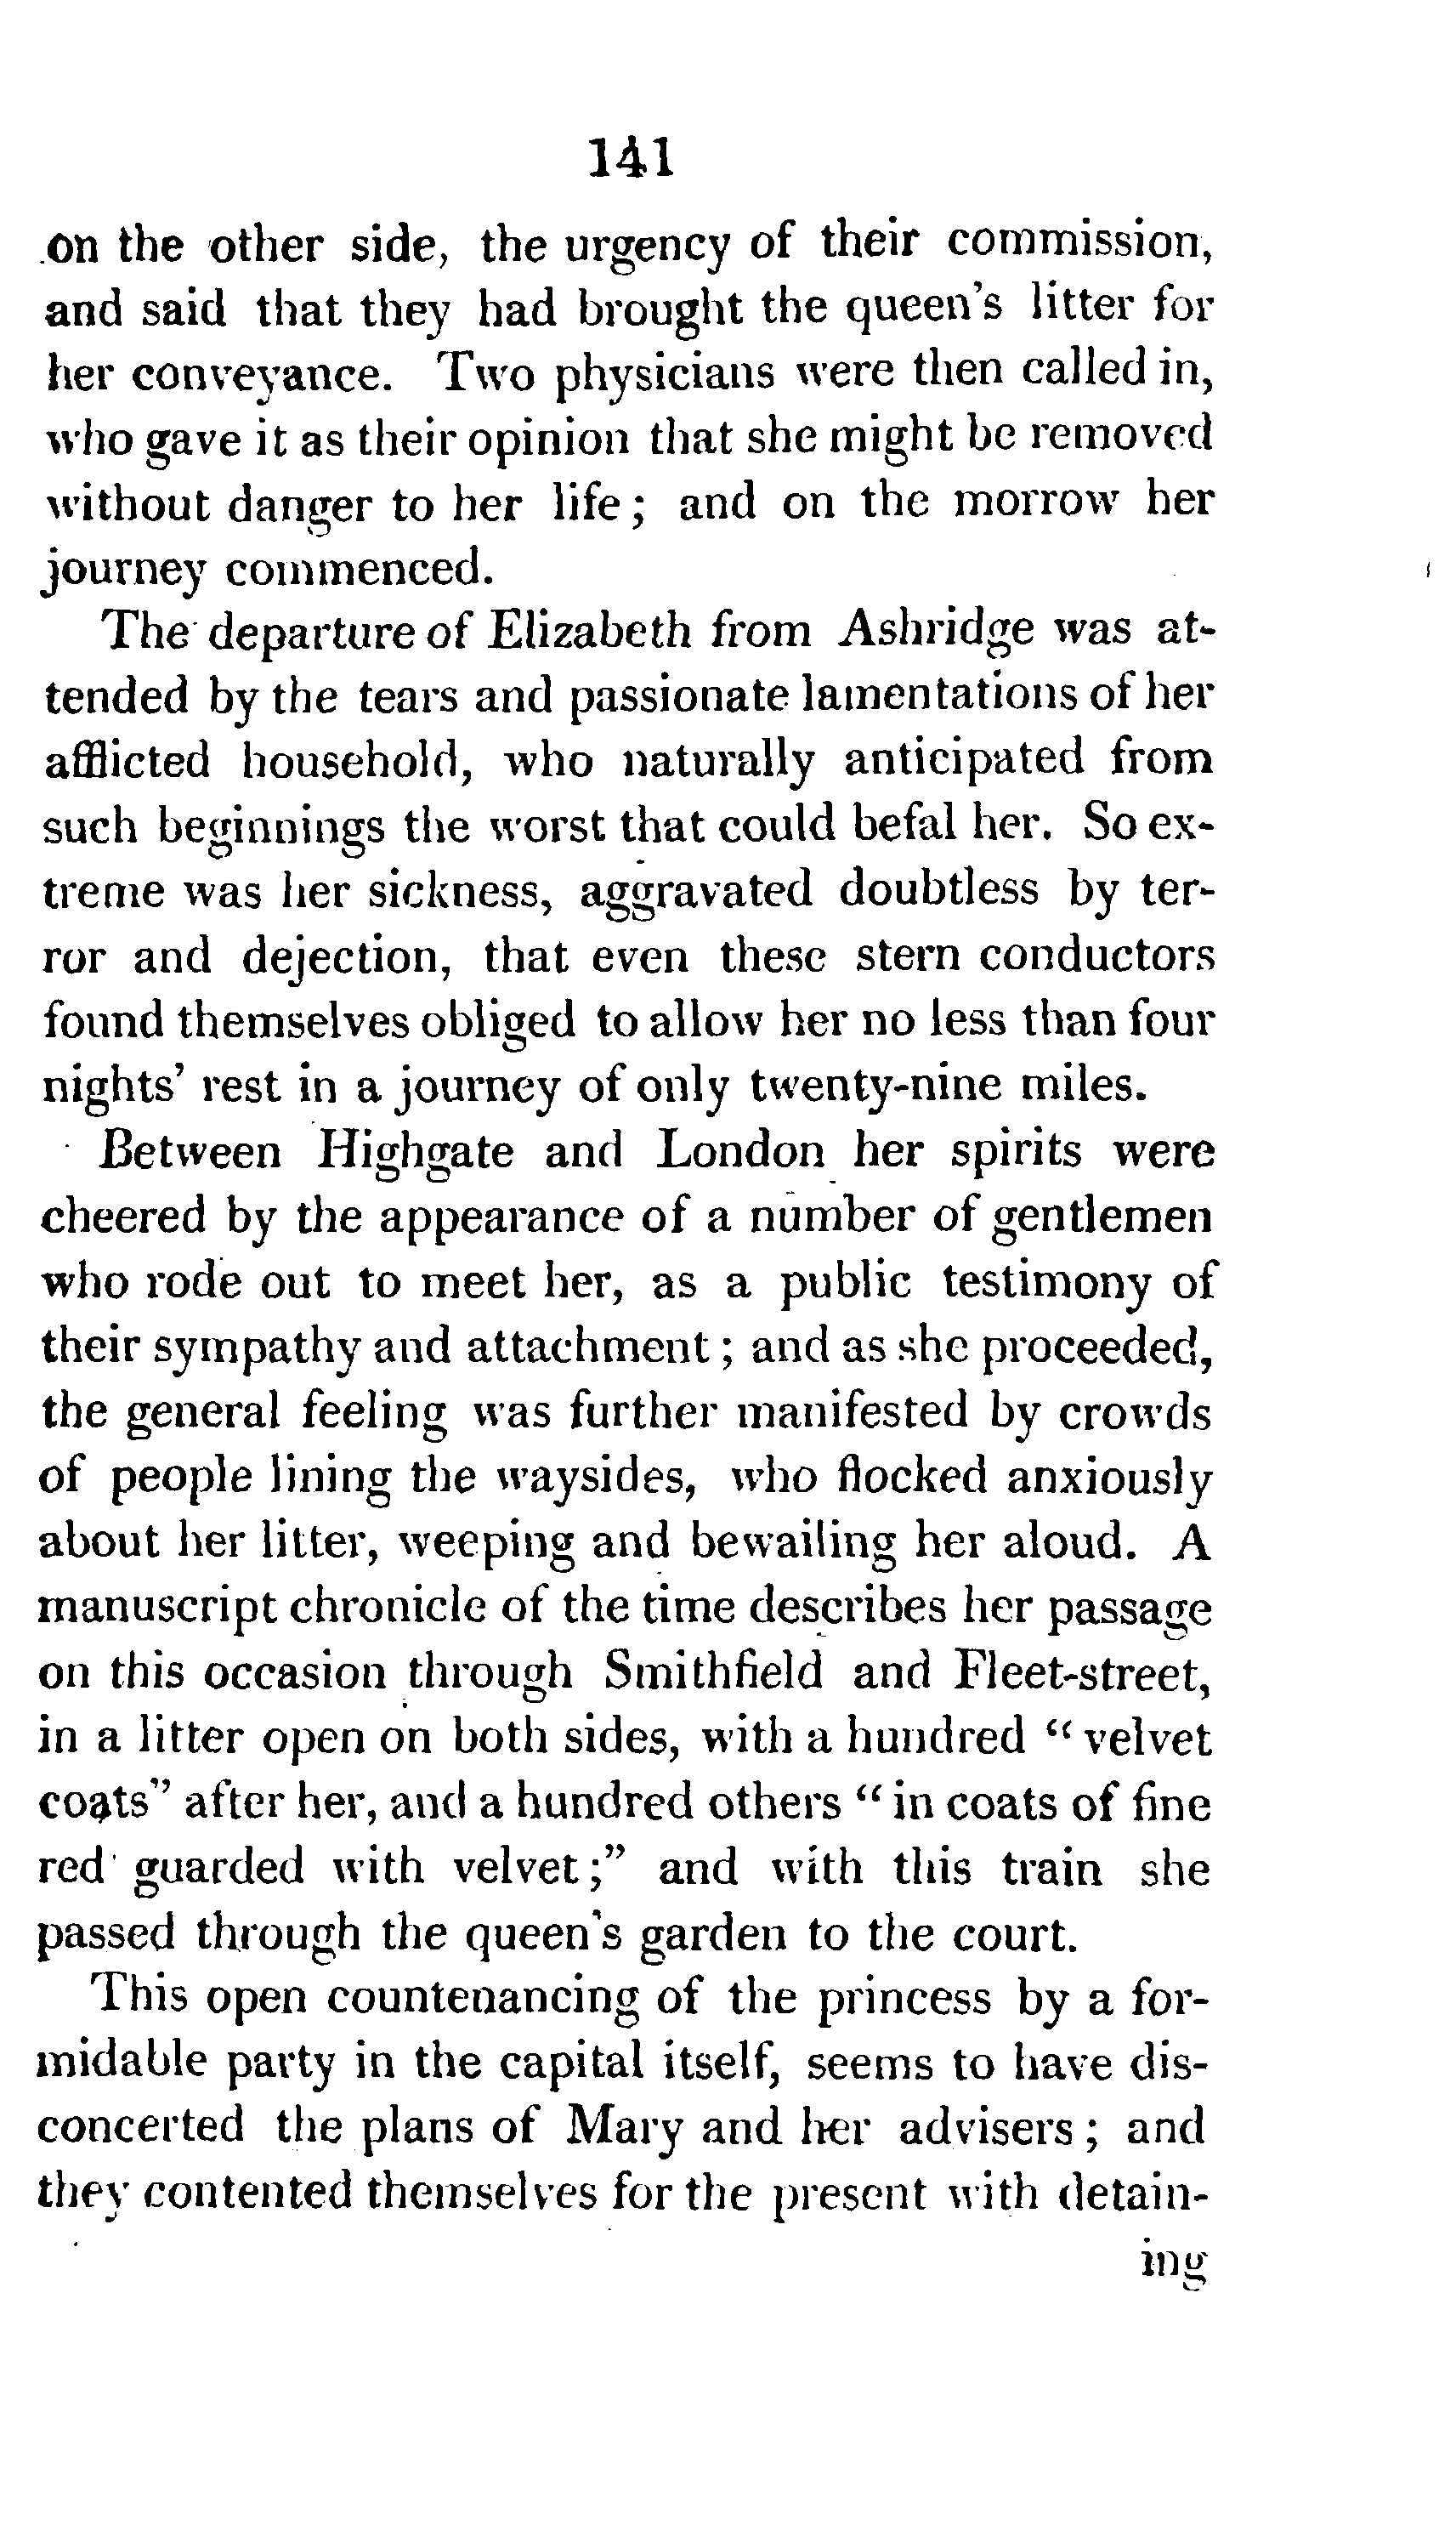 141
on the other side, the urgency of their commission,
and said that they had brought the queen's litter for
her conveyance. Two physicians were then called in,
who gave it as their opinion that she might be removed
without danger to her life; and on the morrow her
journey commenced.
The departure of Elizabeth from Ashridge was at-
tended by the tears and passionate lamentations of her
afflicted household, who naturally anticipated from
such beginnings the worst that could befal her. So ex-
treme was her sickness, aggravated doubtless by ter-
ror and dejection, that even these stern conductors
found themselves obliged to allow her no less than four
nights' rest in a journey of only twenty-nine miles.
Between Highgate and London her spirits were
cheered by the appearance of a number of gentlemen
who rode out to meet her, as a public testimony of
their sympathy and attachment; and as she proceeded,
the general feeling was further manifested by crowds
of people lining the waysides, who flocked anxiously
about her litter, weeping and bewailing her aloud. A
manuscript chronicle of the time describes her passage
on this occasion through Smithfield and Fleet-street,
in a litter open on both sides, with a hundred "velvet
coats" after her, and a hundred others "in coats of fine
red guarded with velvet;" and with this train she
passed through the queen's garden to the court.
This open countenancing of the princess by a for-
midable party in the capital itself, seems to have dis-
concerted the plans of Mary and her advisers; and
they contented themselves for the present with detain-
ing